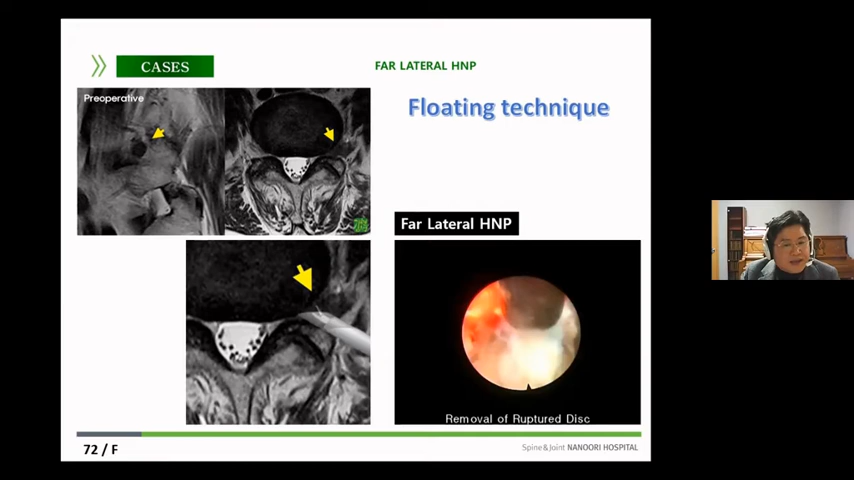 CASES
FAR LATERAL HNP
Preoperative
Floating technique
Far Lateral HNP
Removal of Ruptured Disc
72 / F
Spine & Joint NANOORI HOSPITAL